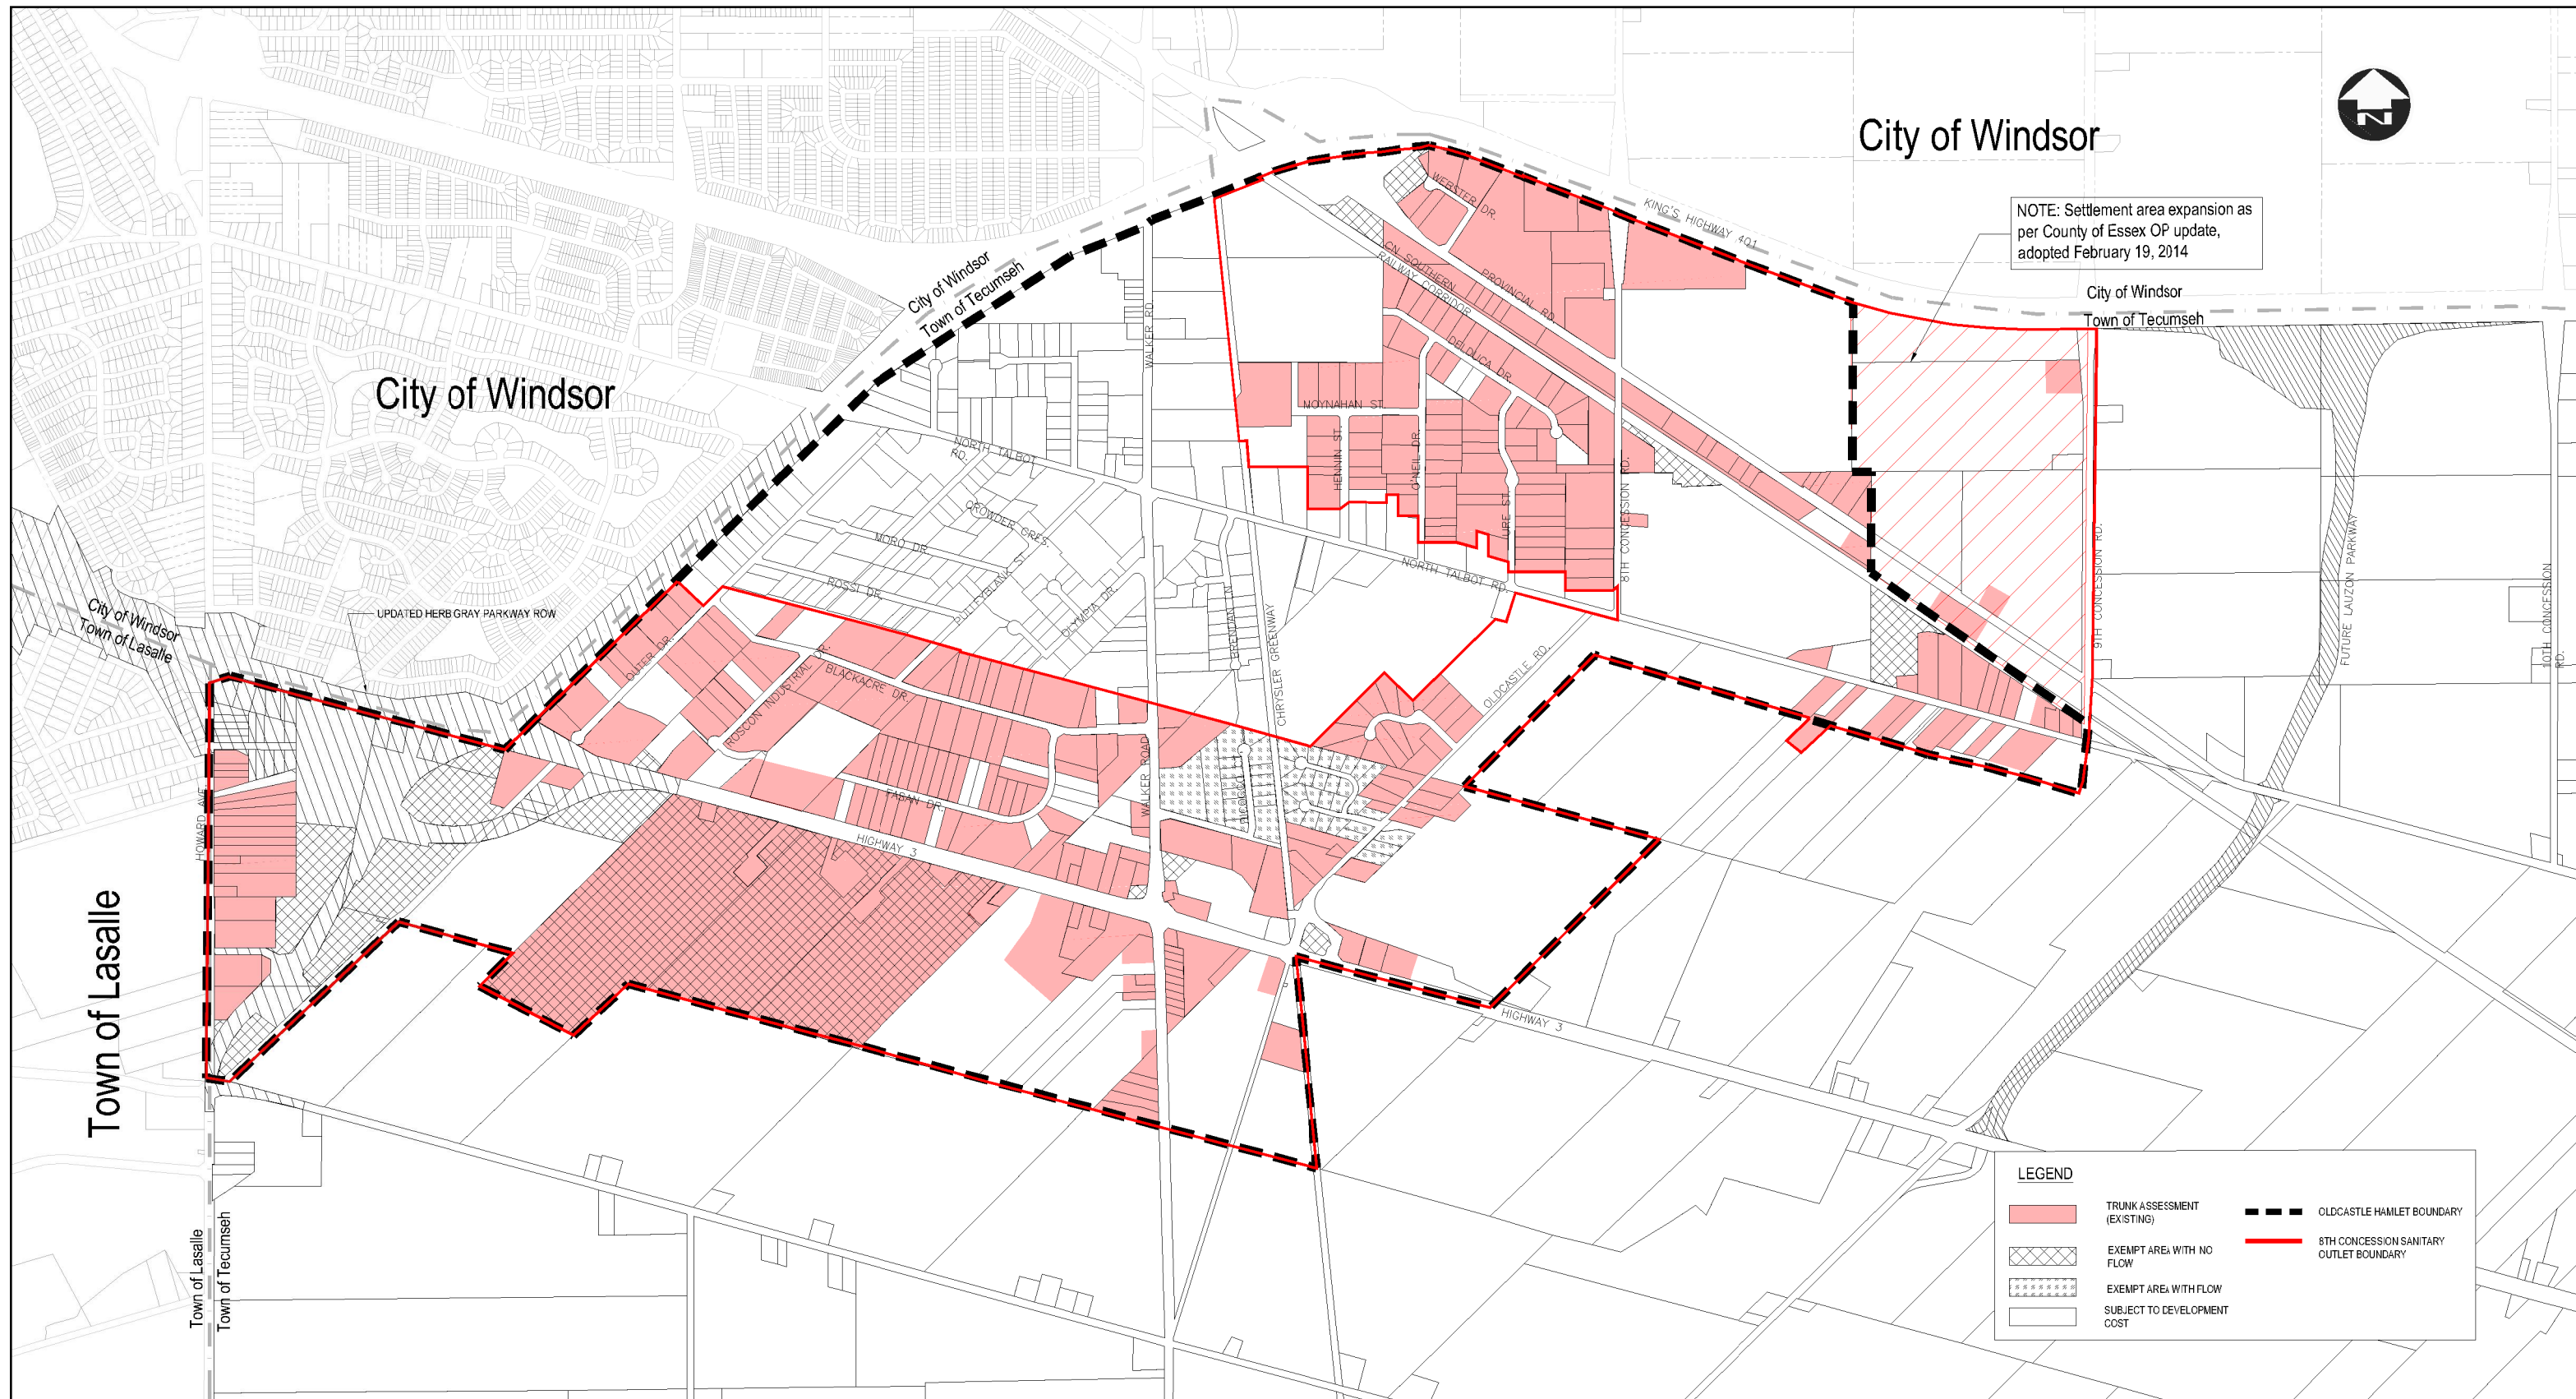 City of Windsor
NOTE: Settlement area expansion as
per County of Essex OP update,
adopted February 19, 2014
N
WEBSTER DR.
KING'S HIGHWAY 401
CN SOUTHERN
RAILWAY CORRIDOR
PROVINCIAL RD.
City of Windsor
Town of Tecumseh
City of Windsor
Town of Tecumseh
WALKER RD.
DELDUCA DR.
City of Windsor
MOYNAHAN ST.
HENNIN ST.
O'NEIL DR.
NORTH TALBOT
RD.
URE ST.
8TH CONCESSION RD.
CROWDER CRES.
MORO DR.
PULLEYBLANK ST.
ROSSI DR.
OLYMPIA DR.
BRENDAN LN.
NORTH TALBOT RD.
CHRYSLER GREENWAY
9TH CONCESSION RD.
FUTURE LAUZON PARKWAY
10TH CONCESSION
RD.
City of Windsor
Town of Lasalle
UPDATED HERB GRAY PARKWAY ROW
OUTER DR.
ROSCON INDUSTRIAL DR.
BLACKACRE DR.
OLDCASTLE RD.
HOWARD AVE
WALKER ROAD
FASAN DR.
HIGHWAY 3
Town of Lasalle
HIGHWAY 3
Town of Lasalle
Town of Tecumseh
LEGEND
TRUNK ASSESSMENT
(EXISTING)
EXEMPT AREA WITH NO
FLOW
EXEMPT AREA WITH FLOW
SUBJECT TO DEVELOPMENT
COST
OLDCASTLE HAMLET BOUNDARY
8TH CONCESSION SANITARY
OUTLET BOUNDARY